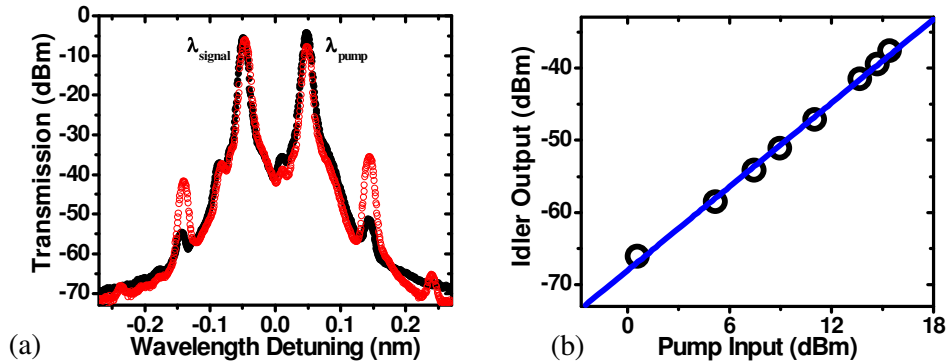 0
-10
-20
-30
-40
-50
-60
-70
Transmission (dBm)
λsignal
λpump
-0.2
-0.1
0.0
0.1
0.2
Wavelength Detuning (nm)
(a)
-40
-50
-60
-70
Idler Output (dBm)
0
6
12
18
Pump Input (dBm)
(b)